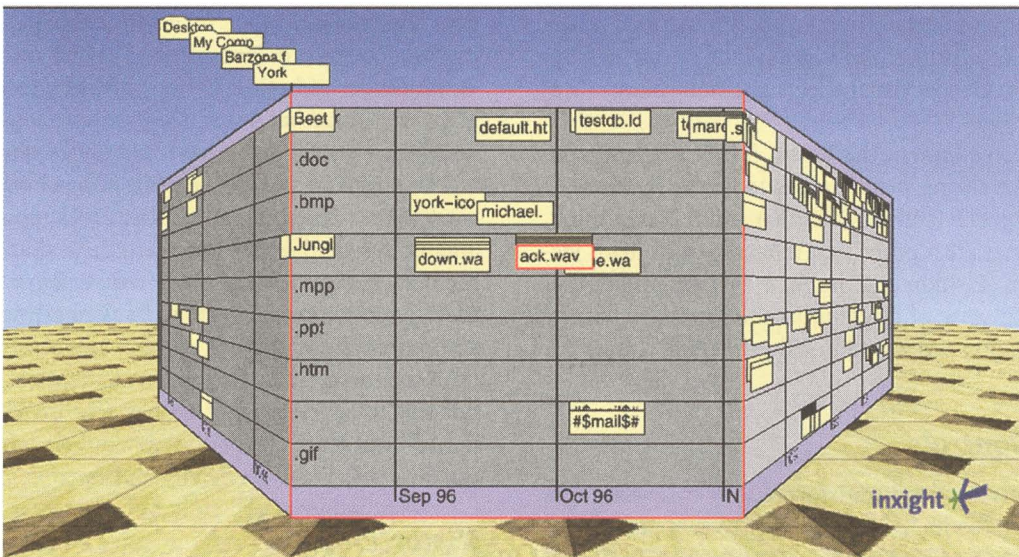 Desktop
My Comp
Barzona f
York
Beet
default.ht
testdb.ld
marc
.s
.doc
.bmp
york-ico
michael.
Jungl
down.wa
ack.wav
e.wa
.mpp
.ppt
.htm
.
#$mail$#
.gif
Sep 96
Oct 96
N
inxight